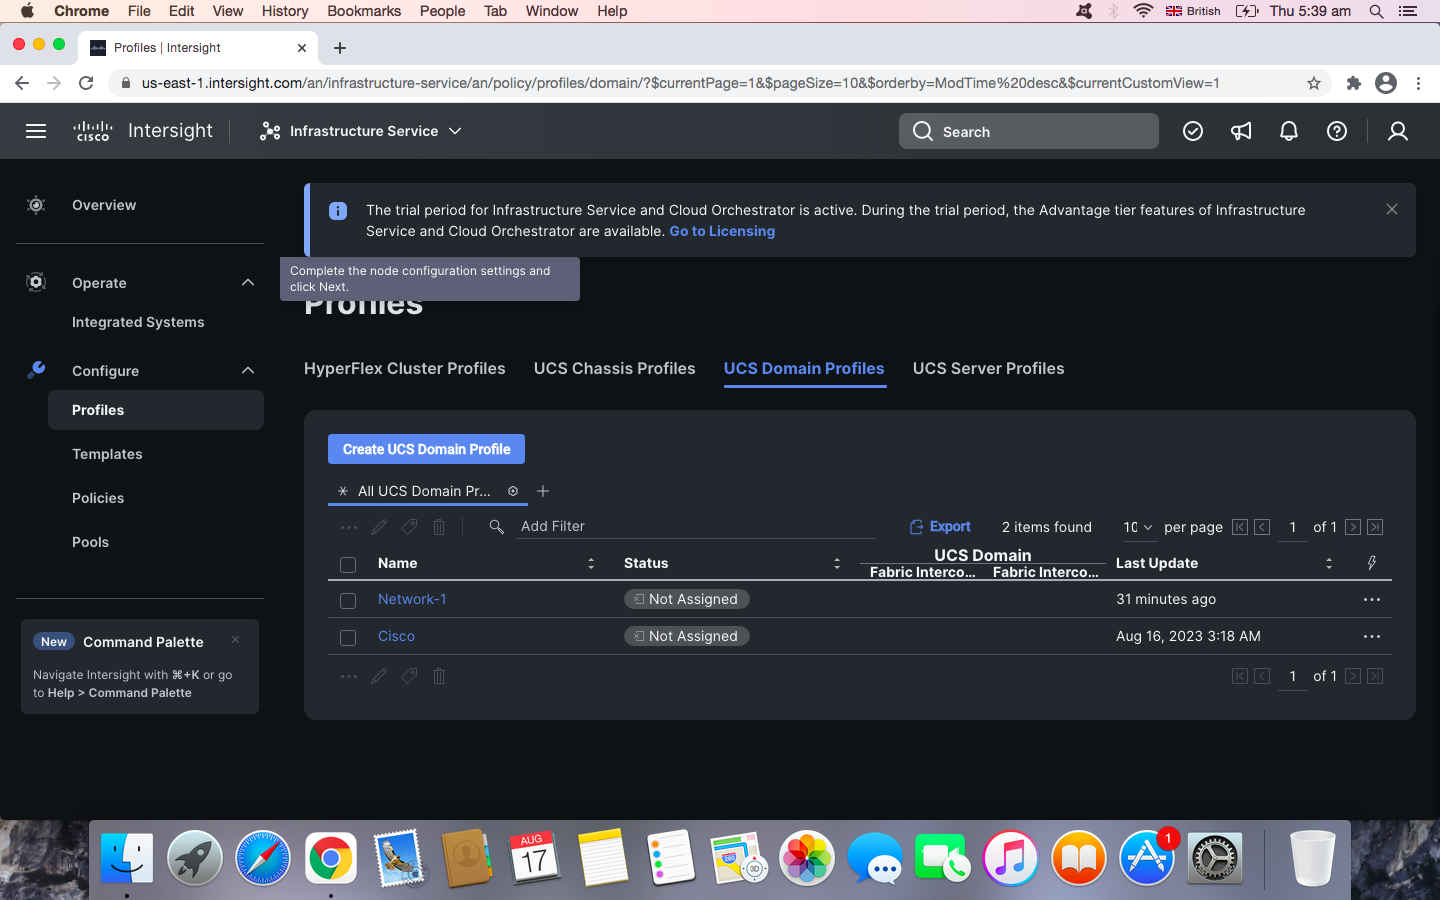 Chrome File Edit View History Bookmarks People Tab Window Help British Thu 5:39 am
Profiles | Intersight
us-east-1.intersight.com/an/infrastructure-service/an/policy/profiles/domain/?$currentPage=1&$pageSize=10&$orderby=ModTime%20desc&$currentCustomView=1
CISCO Intersight Infrastructure Service Search
Overview
Operate
Integrated Systems
Configure
Profiles
Templates
Policies
Pools
New Command Palette
Navigate Intersight with ⌘+K or go
to Help > Command Palette
The trial period for Infrastructure Service and Cloud Orchestrator is active. During the trial period, the Advantage tier features of Infrastructure
Service and Cloud Orchestrator are available. Go to Licensing
Complete the node configuration settings and
click Next.
Profiles
HyperFlex Cluster Profiles UCS Chassis Profiles UCS Domain Profiles UCS Server Profiles
Create UCS Domain Profile
All UCS Domain Pr...
Add Filter Export 2 items found 10 per page 1 of 1
UCS Domain
Name Status Fabric Interco... Fabric Interco... Last Update
Network-1 Not Assigned 31 minutes ago
Cisco Not Assigned Aug 16, 2023 3:18 AM
1 of 1
AUG
17
280
3D
1